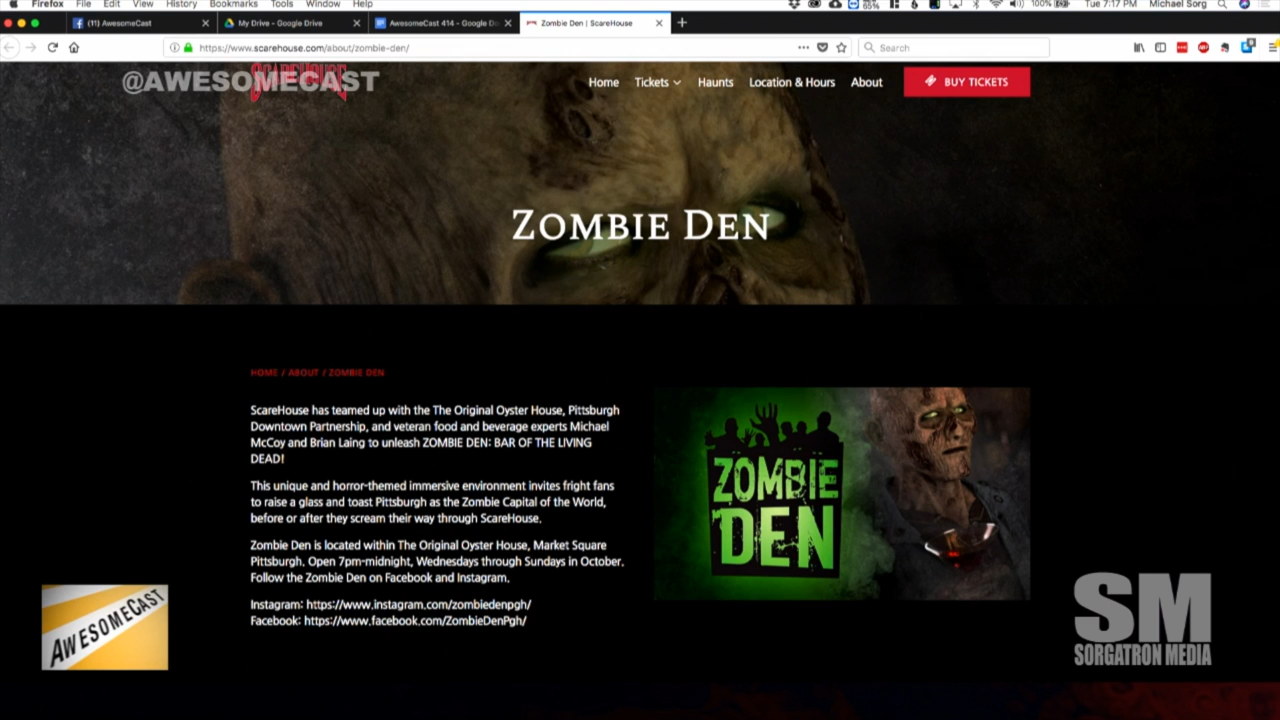 Firefox File Edit View History Bookmarks Tools Window Help 65% 100% Tue 7:17 PM Michael Sorg
(11) AwesomeCast My Drive - Google Drive AwesomeCast 414 - Google Do Zombie Den | ScareHouse
https://www.scarehouse.com/about/zombie-den/ Search
@AWESOMECAST
SCAREHOUSE
Home Tickets Haunts Location & Hours About BUY TICKETS
ZOMBIE DEN
HOME / ABOUT / ZOMBIE DEN
ScareHouse has teamed up with the The Original Oyster House, Pittsburgh
Downtown Partnership, and veteran food and beverage experts Michael
McCoy and Brian Laing to unleash ZOMBIE DEN: BAR OF THE LIVING
DEAD!
This unique and horror-themed immersive environment invites fright fans
to raise a glass and toast Pittsburgh as the Zombie Capital of the World,
before or after they scream their way through ScareHouse.
Zombie Den is located within The Original Oyster House, Market Square
Pittsburgh. Open 7pm-midnight, Wednesdays through Sundays in October.
Follow the Zombie Den on Facebook and Instagram.
Instagram: https://www.instagram.com/zombiedenpgh/
Facebook: https://www.facebook.com/ZombieDenPgh/
ZOMBIE
DEN
AWESOMECAST
SM
SORGATRON MEDIA